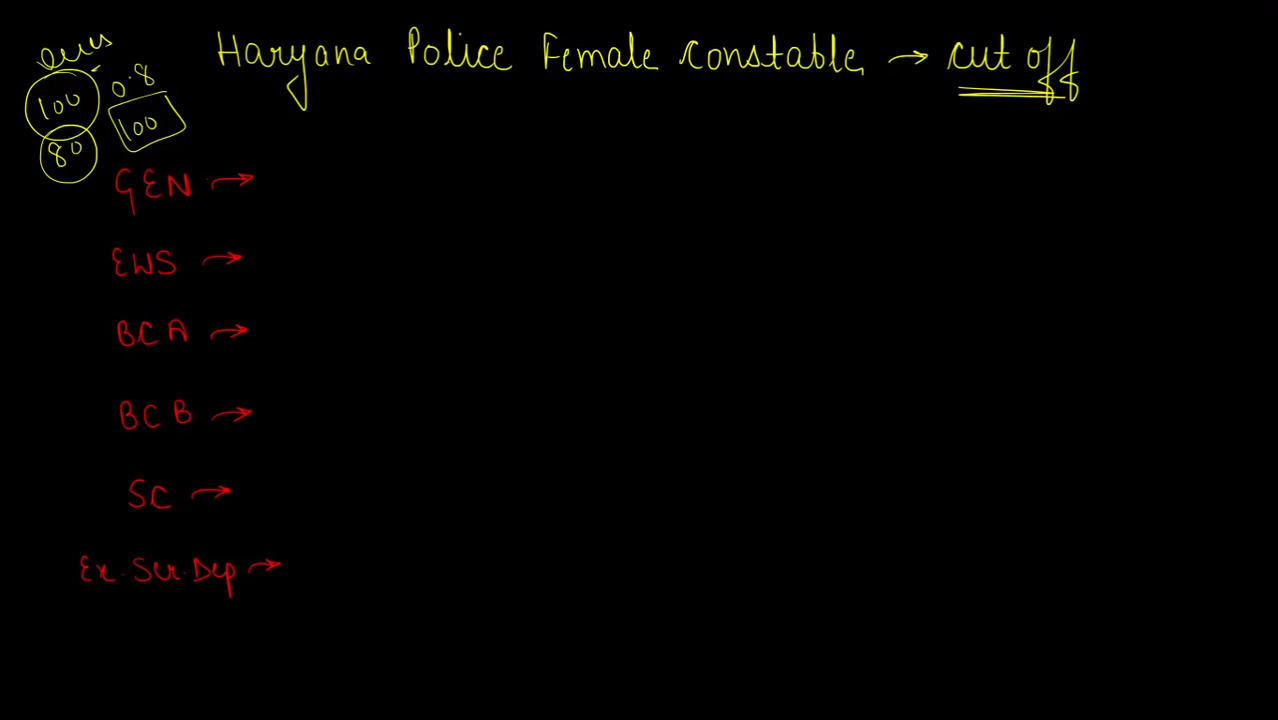 Haryana Police Female Constable → cut off
0.8
100
100
80
GEN →
EWS →
BCA →
BCB →
SC →
Ex. Ser. Dep →